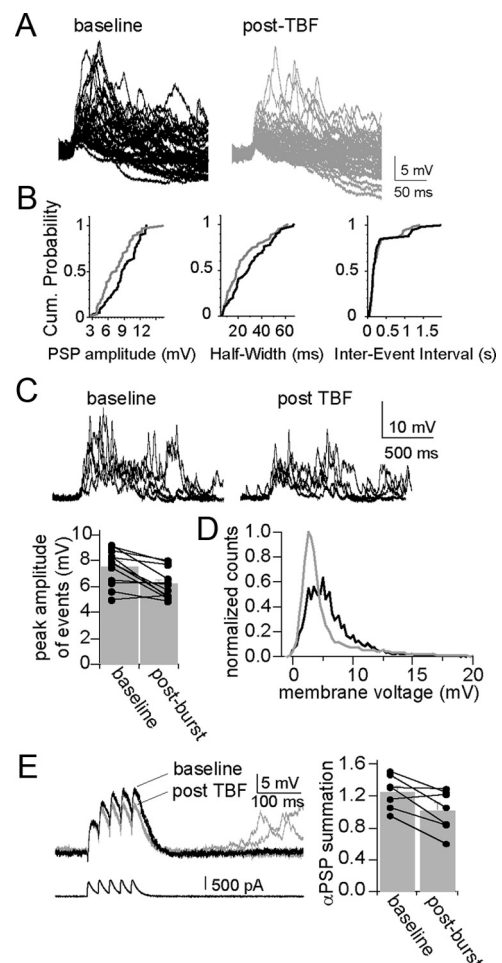 A
baseline
post-TBF
5 mV
50 ms
B
Cum. Probability
1
0.5
0
3 6 9 12
PSP amplitude (mV)
1
0.5
0
20 40 60
Half-Width (ms)
1
0.5
0
0 0.5 1 1.5
Inter-Event Interval (s)
C
baseline
post TBF
10 mV
500 ms
peak amplitude
of events (mV)
10
8
6
4
2
0
baseline
post-burst
D
normalized counts
1.0
0.8
0.6
0.4
0.2
0.0
0 5 10 15 20
membrane voltage (mV)
E
baseline
post TBF
5 mV
100 ms
500 pA
αPSP summation
1.6
1.2
0.8
0.4
0.0
baseline
post-burst